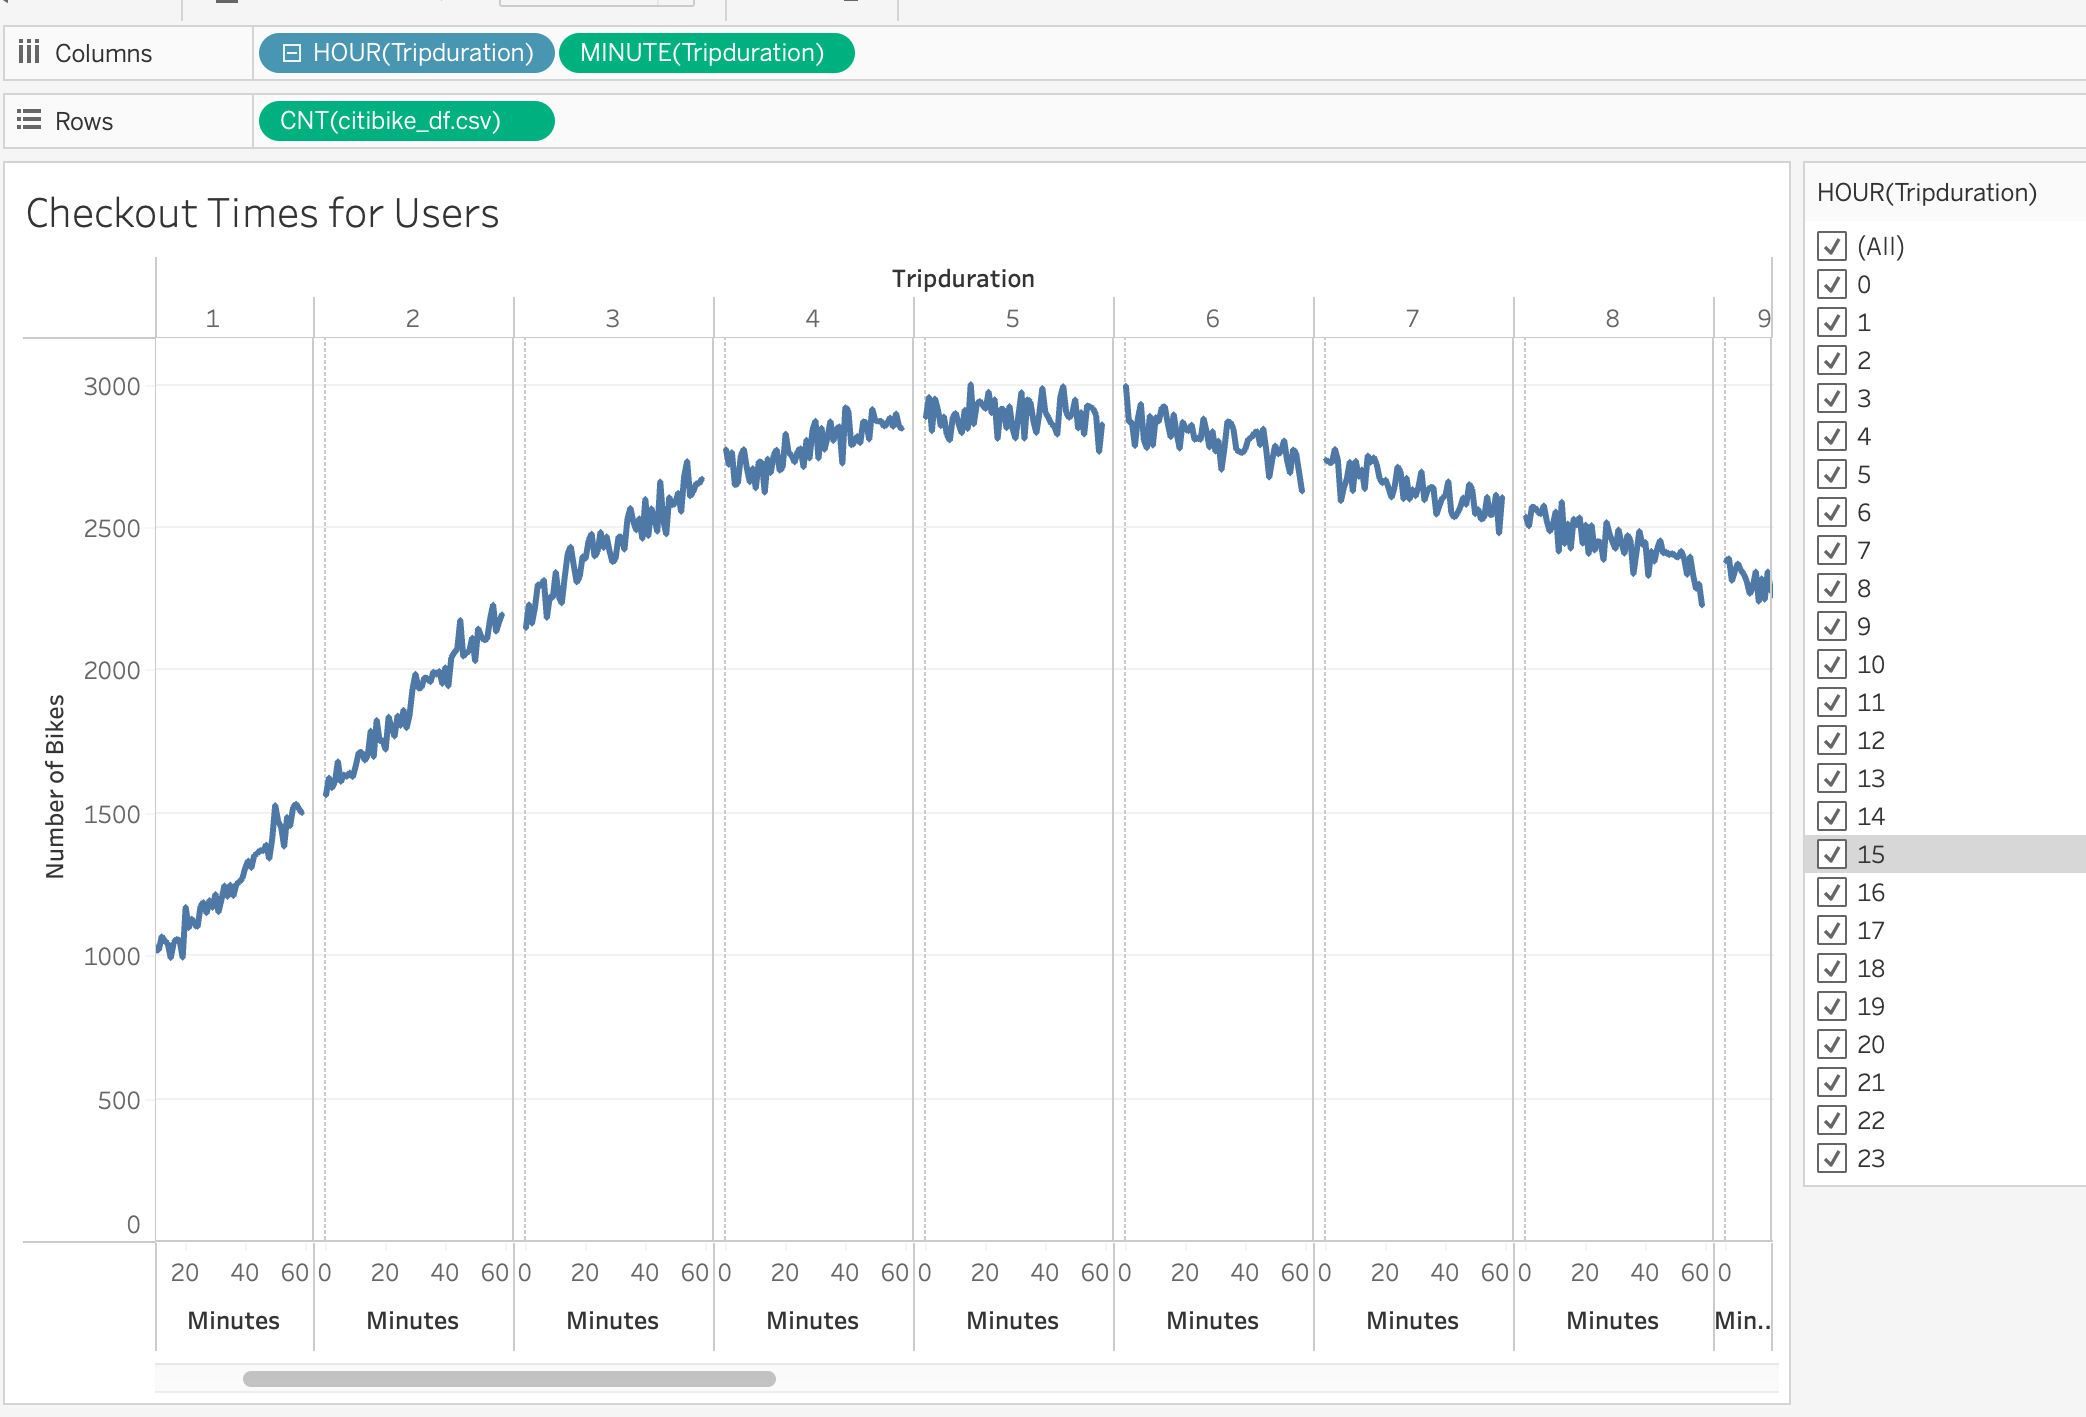 Columns
HOUR(Tripduration) MINUTE(Tripduration)
Rows
CNT(citibike_df.csv)
Checkout Times for Users
Tripduration
1 2 3 4 5 6 7 8 9
Number of Bikes
3000
2500
2000
1500
1000
500
0
20 40 60 0 20 40 60 0 20 40 60 0 20 40 60 0 20 40 60 0 20 40 60 0 20 40 60 0 20 40 60 0
Minutes Minutes Minutes Minutes Minutes Minutes Minutes Minutes Min..
HOUR(Tripduration)
(All)
0
1
2
3
4
5
6
7
8
9
10
11
12
13
14
15
16
17
18
19
20
21
22
23